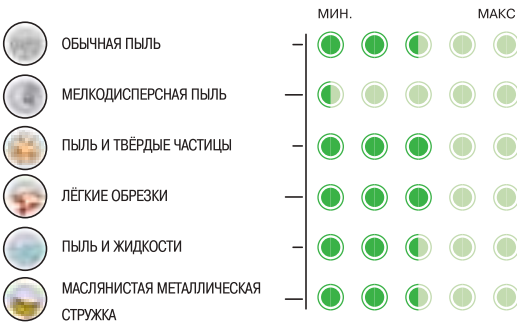 МИН. МАКС
ОБЫЧНАЯ ПЫЛЬ
МЕЛКОДИСПЕРСНАЯ ПЫЛЬ
ПЫЛЬ И ТВЁРДЫЕ ЧАСТИЦЫ
ЛЁГКИЕ ОБРЕЗКИ
ПЫЛЬ И ЖИДКОСТИ
МАСЛЯНИСТАЯ МЕТАЛЛИЧЕСКАЯ
СТРУЖКА